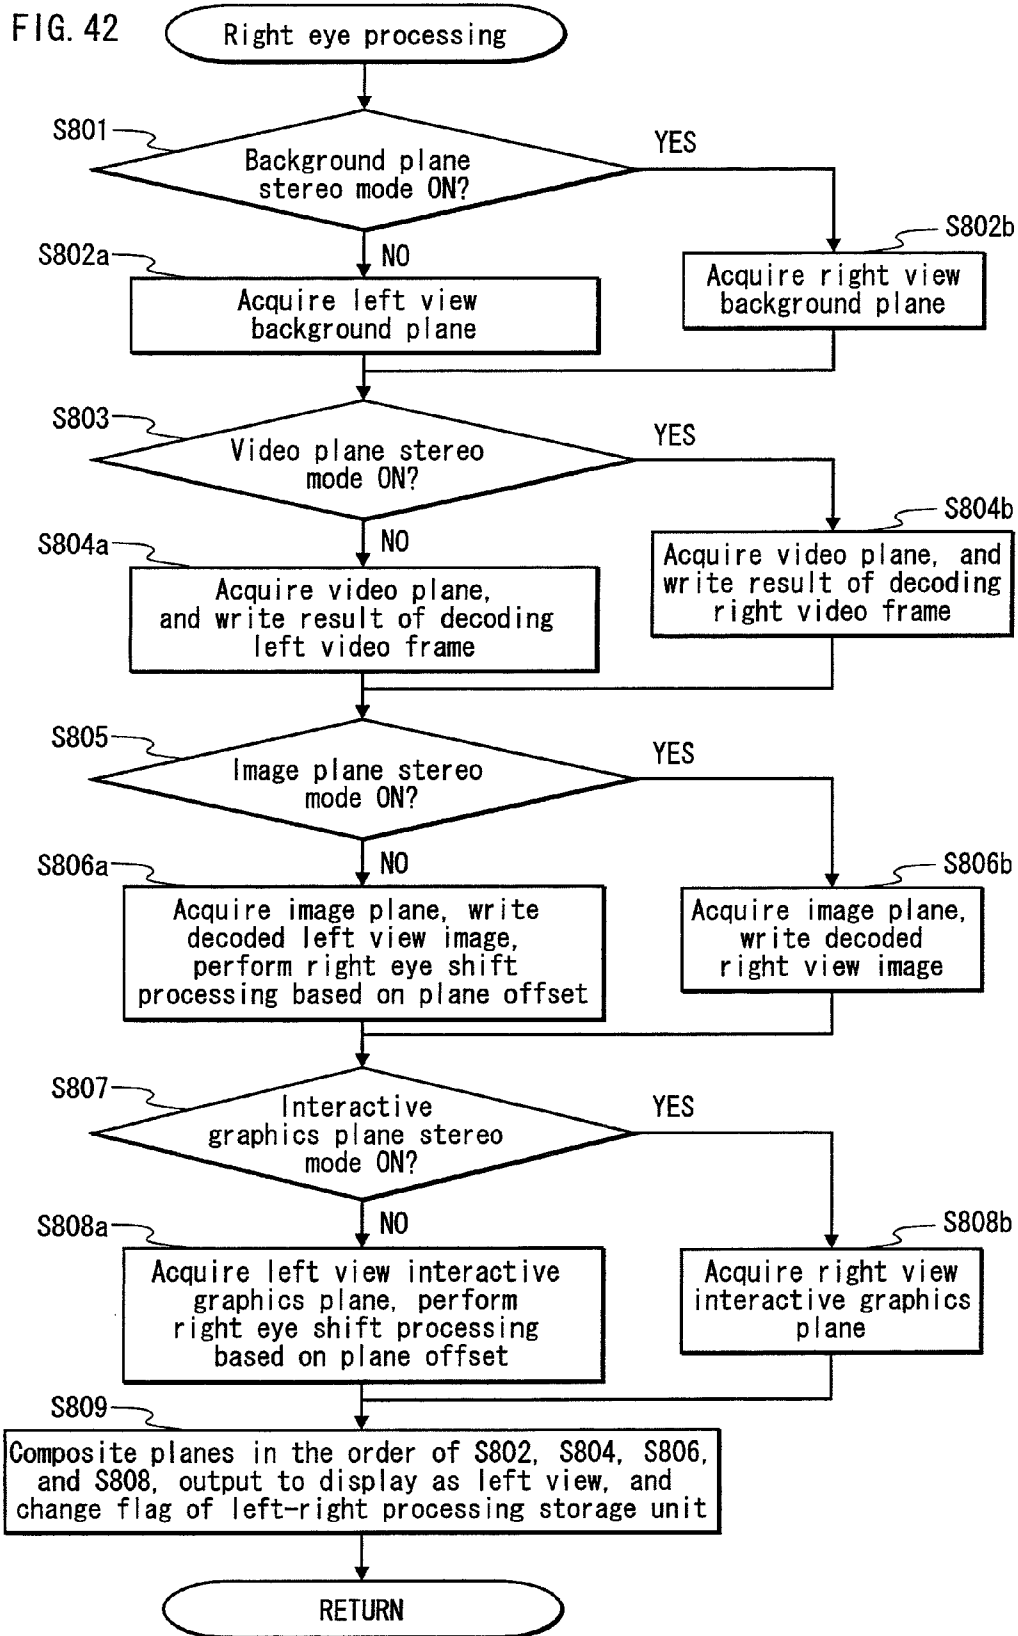 FIG. 42
Right eye processing
S801
Background plane
stereo mode ON?
YES
NO
S802a
Acquire left view
background plane
S802b
Acquire right view
background plane
S803
Video plane stereo
mode ON?
YES
NO
S804a
Acquire video plane,
and write result of decoding
left video frame
S804b
Acquire video plane, and
write result of decoding
right video frame
S805
Image plane stereo
mode ON?
YES
NO
S806a
Acquire image plane, write
decoded left view image,
perform right eye shift
processing based on plane offset
S806b
Acquire image plane,
write decoded
right view image
S807
Interactive
graphics plane stereo
mode ON?
YES
NO
S808a
Acquire left view interactive
graphics plane, perform
right eye shift processing
based on plane offset
S808b
Acquire right view
interactive graphics
plane
S809
Composite planes in the order of S802, S804, S806,
and S808, output to display as left view, and
change flag of left-right processing storage unit
RETURN